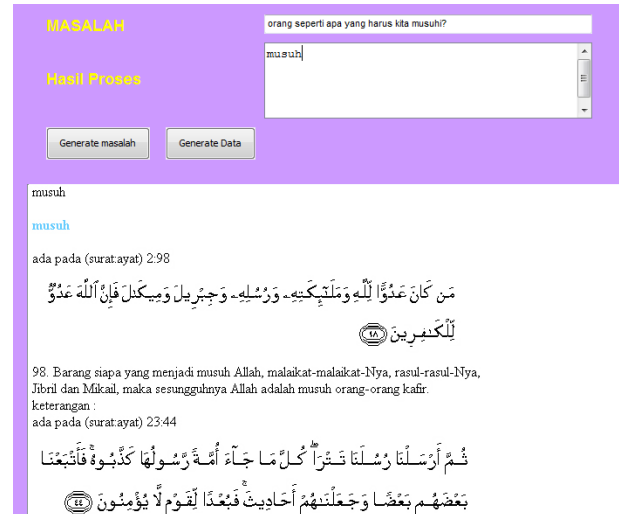 MASALAH
orang seperti apa yang harus kita musuhi?
musuh
Hasil Proses
Generate masalah
Generate Data
musuh
musuh
ada pada (surat:ayat) 2:98
مَن كَانَ عَدُوًّا لِّلَّهِ وَمَلَـٰٓئِكَتِهِۦ وَرُسُلِهِۦ وَجِبْرِيلَ وَمِيكَىٰلَ فَإِنَّ ٱللَّهَ عَدُوٌّ
لِّلْكَـٰفِرِينَ ٩٨
98. Barang siapa yang menjadi musuh Allah, malaikat-malaikat-Nya, rasul-rasul-Nya,
Jibril dan Mikail, maka sesungguhnya Allah adalah musuh orang-orang kafir.
keterangan :
ada pada (surat:ayat) 23:44
ثُمَّ أَرْسَلْنَا رُسُلَنَا تَتْرَا ۖ كُلَّ مَا جَآءَ أُمَّةً رَّسُولُهَا كَذَّبُوهُ ۚ فَأَتْبَعْنَا
بَعْضَهُم بَعْضًا وَجَعَلْنَـٰهُمْ أَحَادِيثَ ۚ فَبُعْدًا لِّقَوْمٍ لَّا يُؤْمِنُونَ ٤٤